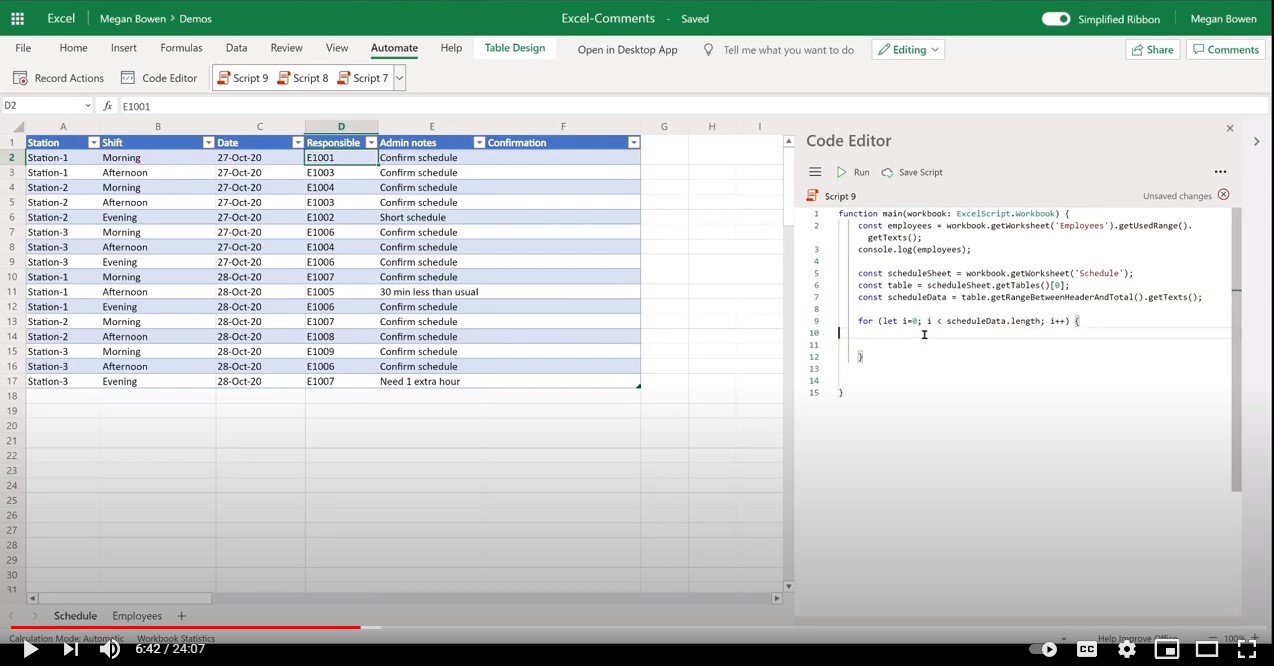 Excel Megan Bowen > Demos Excel-Comments - Saved Simplified Ribbon Megan Bowen
File Home Insert Formulas Data Review View Automate Help Table Design Open in Desktop App Tell me what you want to do Editing Share Comments
Record Actions Code Editor Script 9 Script 8 Script 7
D2 fx E1001
A B C D E F G H I
1 Station Shift Date Responsible Admin notes Confirmation
2 Station-1 Morning 27-Oct-20 E1001 Confirm schedule
3 Station-1 Afternoon 27-Oct-20 E1003 Confirm schedule
4 Station-2 Morning 27-Oct-20 E1004 Confirm schedule
5 Station-2 Afternoon 27-Oct-20 E1003 Confirm schedule
6 Station-2 Evening 27-Oct-20 E1002 Short schedule
7 Station-3 Morning 27-Oct-20 E1006 Confirm schedule
8 Station-3 Afternoon 27-Oct-20 E1004 Confirm schedule
9 Station-3 Evening 27-Oct-20 E1006 Confirm schedule
10 Station-1 Morning 28-Oct-20 E1007 Confirm schedule
11 Station-1 Afternoon 28-Oct-20 E1005 30 min less than usual
12 Station-1 Evening 28-Oct-20 E1006 Confirm schedule
13 Station-2 Morning 28-Oct-20 E1007 Confirm schedule
14 Station-2 Afternoon 28-Oct-20 E1008 Confirm schedule
15 Station-3 Morning 28-Oct-20 E1009 Confirm schedule
16 Station-3 Afternoon 28-Oct-20 E1006 Confirm schedule
17 Station-3 Evening 28-Oct-20 E1007 Need 1 extra hour
18
19
20
21
22
23
24
25
26
27
28
29
30
31
Code Editor
Run Save Script ...
Script 9 Unsaved changes
1 function main(workbook: ExcelScript.Workbook) {
2 const employees = workbook.getWorksheet('Employees').getUsedRange().
getTexts();
3 console.log(employees);
4
5 const scheduleSheet = workbook.getWorksheet('Schedule');
6 const table = scheduleSheet.getTables()[0];
7 const scheduleData = table.getRangeBetweenHeaderAndTotal().getTexts();
8
9 for (let i=0; i < scheduleData.length; i++) {
10
11
12 }
13
14
15 }
Schedule Employees +
Calculation Mode: Automatic Workbook Statistics Help Improve Office 100%
6:42 / 24:07 CC